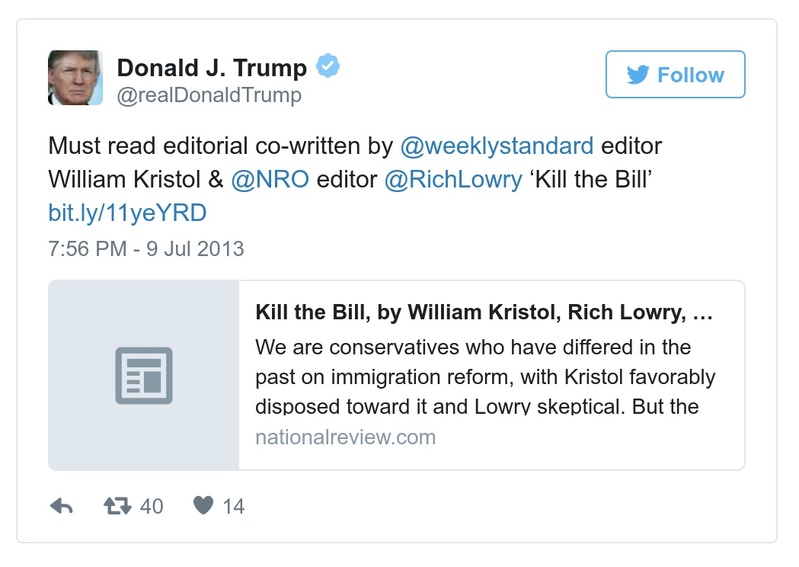 Donald J. Trump
@realDonaldTrump
Follow
Must read editorial co-written by @weeklystandard editor
William Kristol & @NRO editor @RichLowry ‘Kill the Bill’
bit.ly/11yeYRD
7:56 PM - 9 Jul 2013
Kill the Bill, by William Kristol, Rich Lowry, ...
We are conservatives who have differed in the
past on immigration reform, with Kristol favorably
disposed toward it and Lowry skeptical. But the
nationalreview.com
40
14